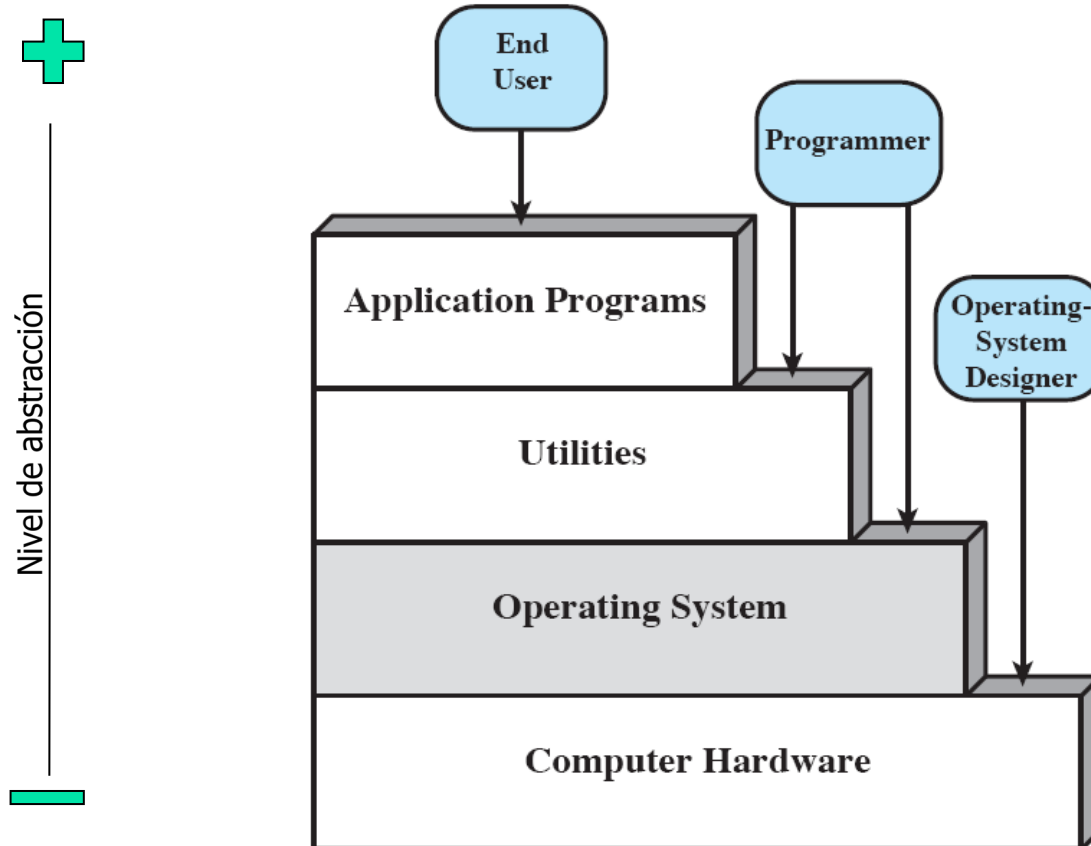 End
User
Programmer
Application Programs
Operating-
System
Designer
Nivel de abstracción
Utilities
Operating System
Computer Hardware